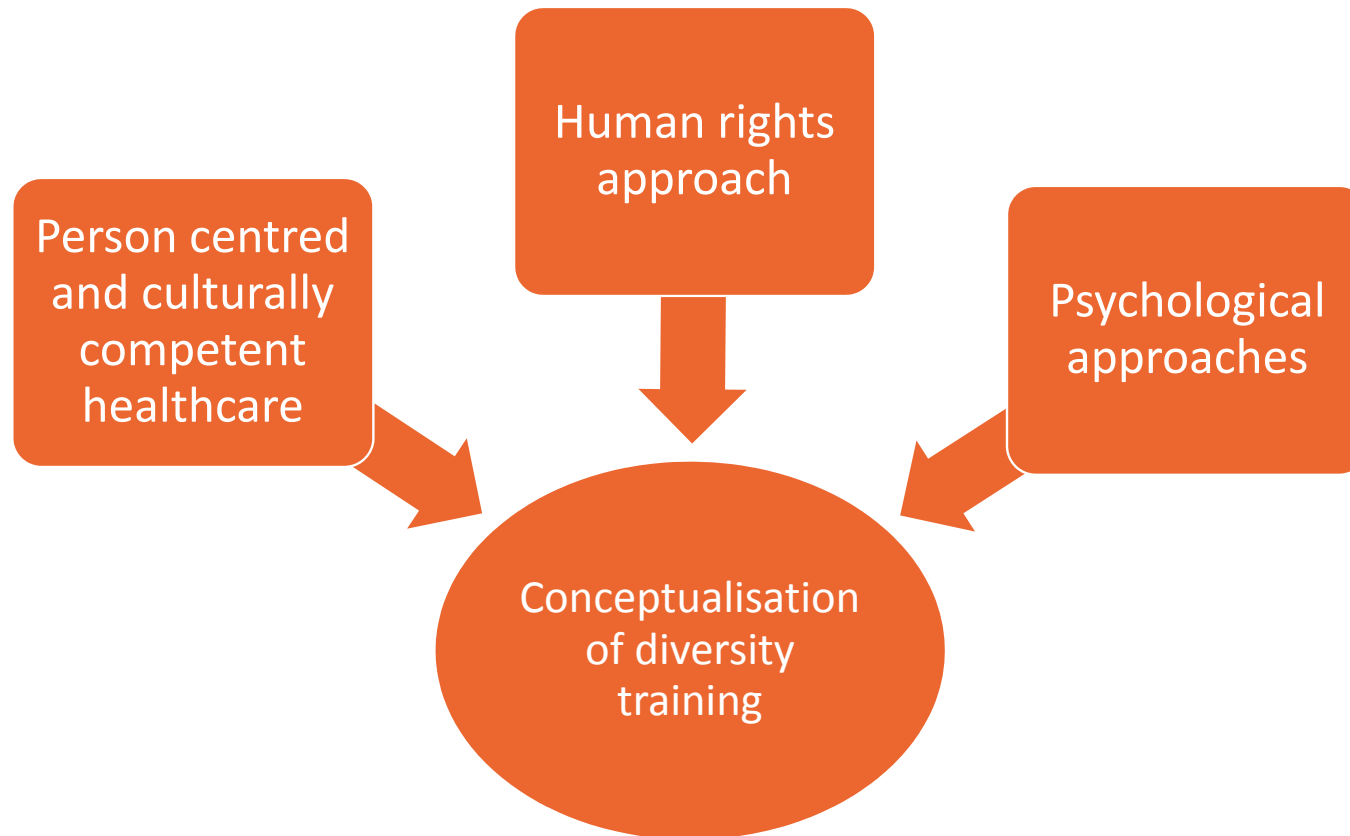 Human rights
approach
Person centred
and culturally
competent
healthcare
Psychological
approaches
Conceptualisation
of diversity
training